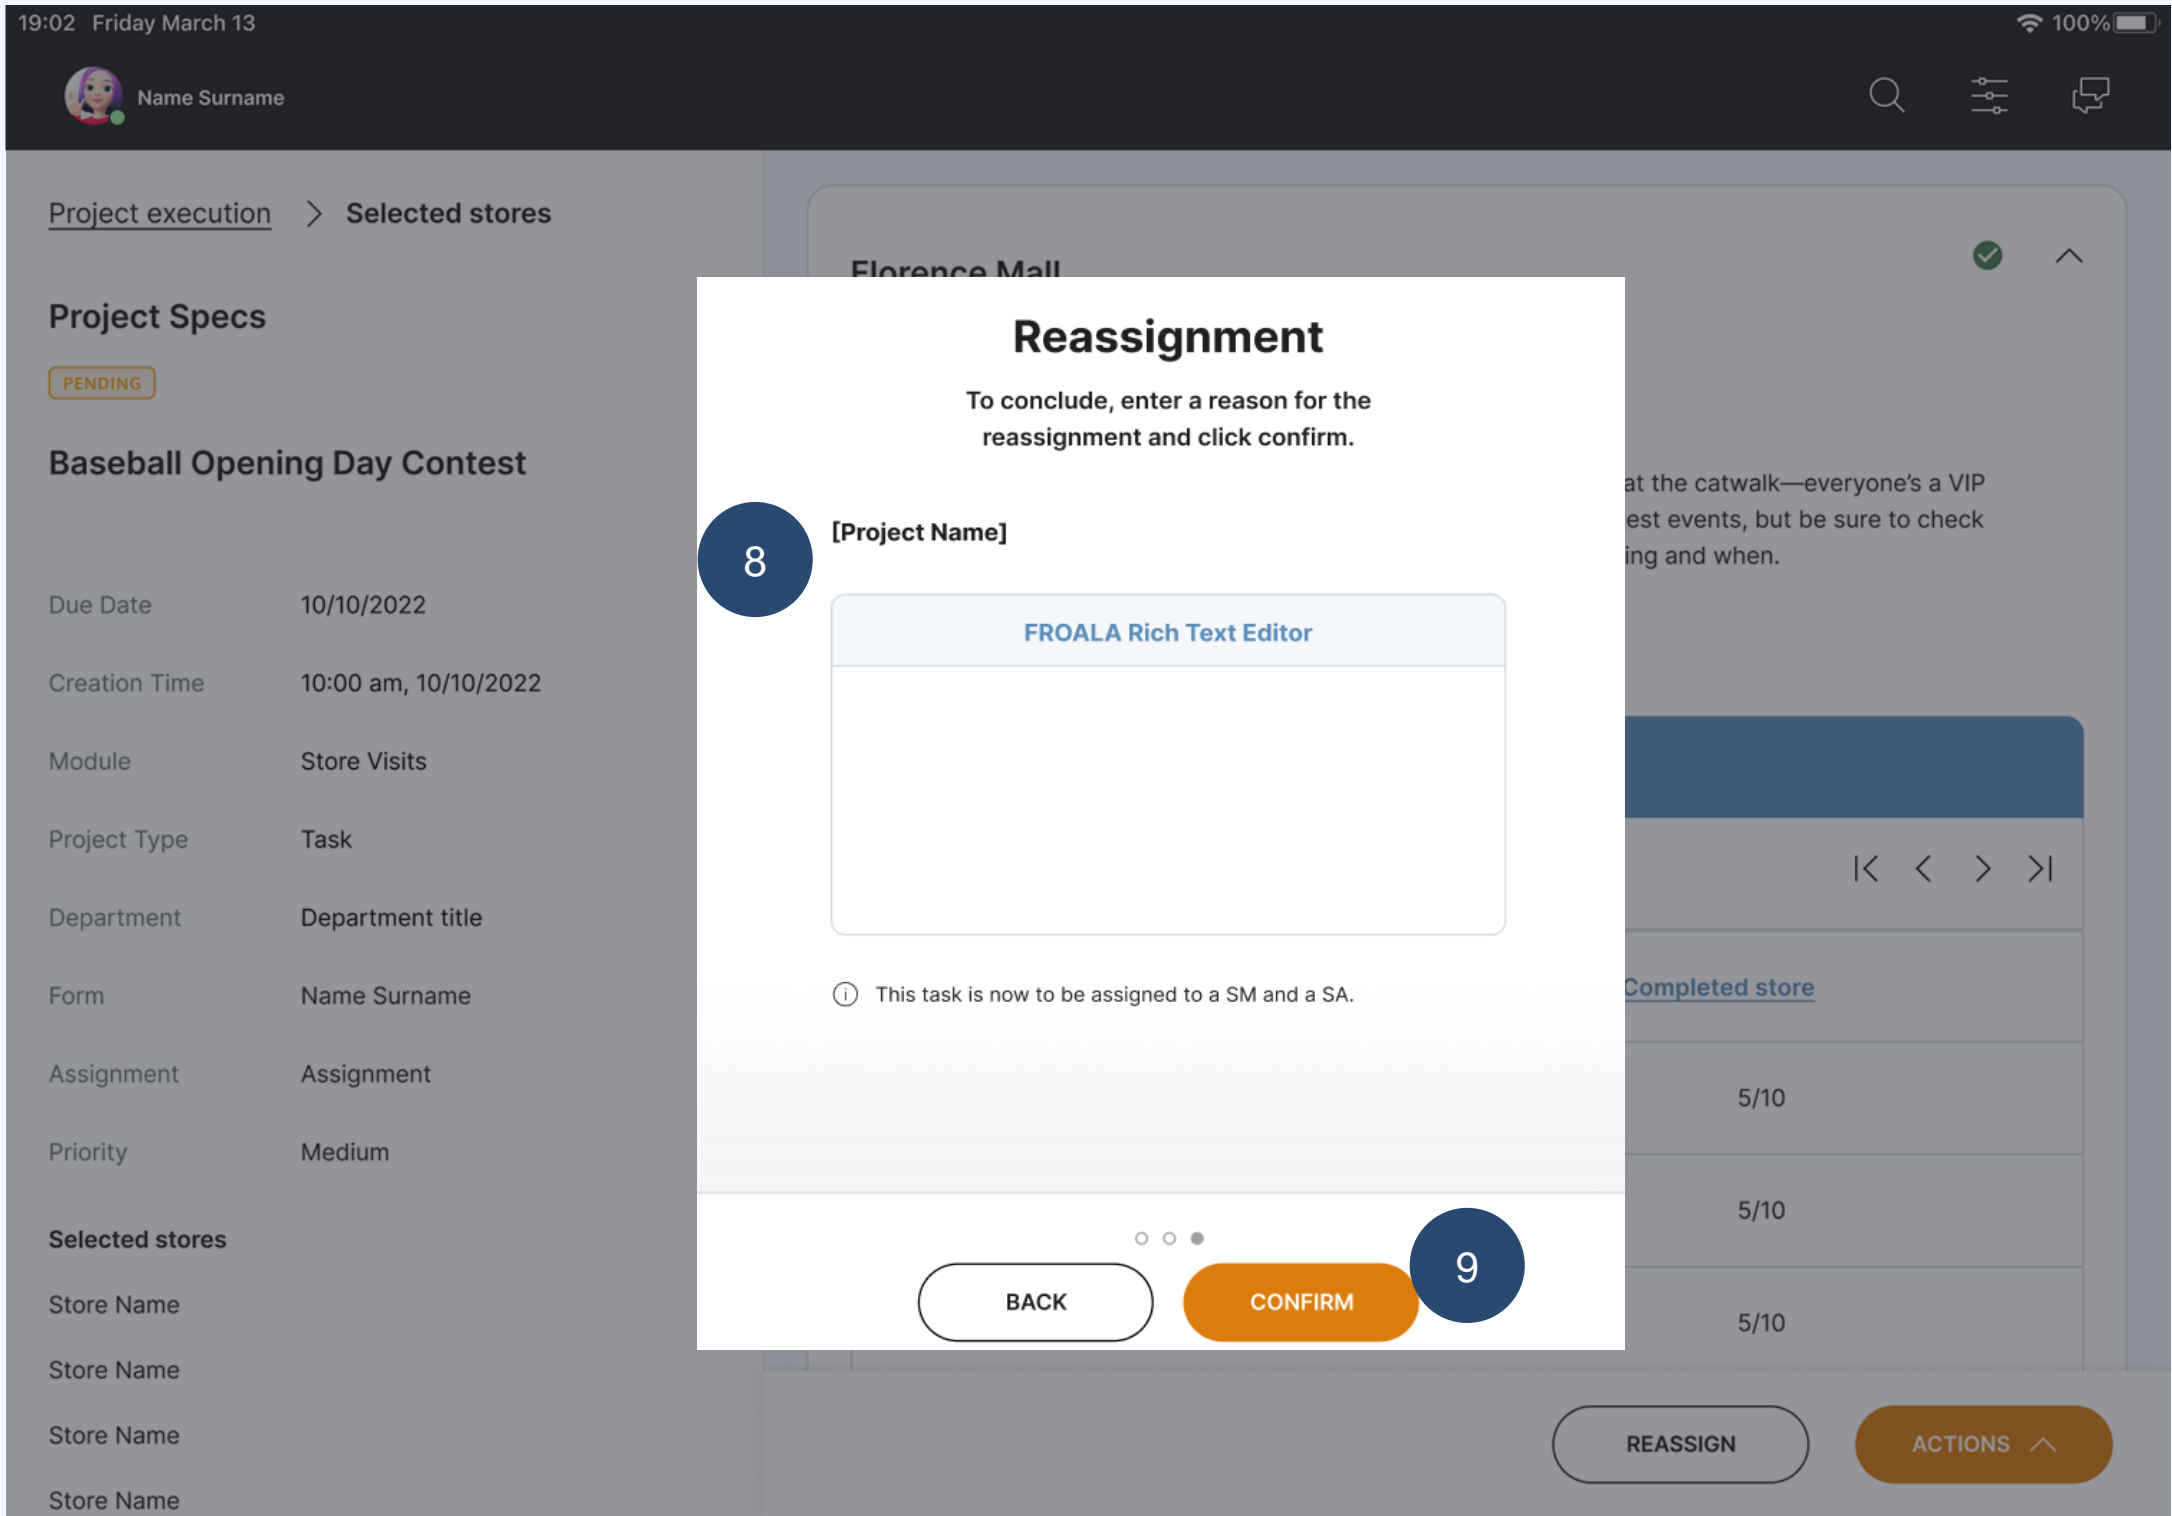 19:02 Friday March 13
100%
Name Surname
Project execution > Selected stores
Project Specs
PENDING
Baseball Opening Day Contest
Due Date 10/10/2022
Creation Time 10:00 am, 10/10/2022
Module Store Visits
Project Type Task
Department Department title
Form Name Surname
Assignment Assignment
Priority Medium
Selected stores
Store Name
Store Name
Store Name
Store Name
Florence Mall
at the catwalk—everyone's a VIP
est events, but be sure to check
ing and when.
Completed store
5/10
5/10
5/10
REASSIGN
ACTIONS
Reassignment
To conclude, enter a reason for the
reassignment and click confirm.
8
[Project Name]
FROALA Rich Text Editor
This task is now to be assigned to a SM and a SA.
BACK
CONFIRM
9